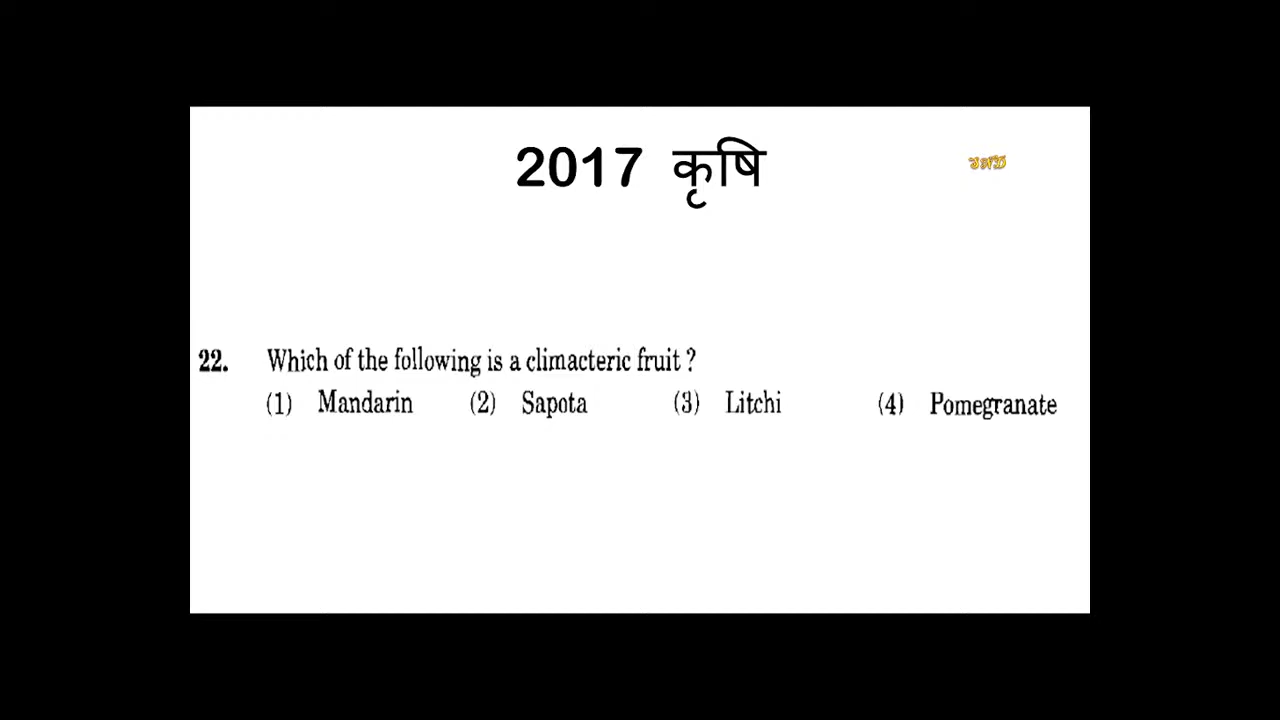 2017 कृषि
22. Which of the following is a climacteric fruit ?
(1) Mandarin (2) Sapota (3) Litchi (4) Pomegranate